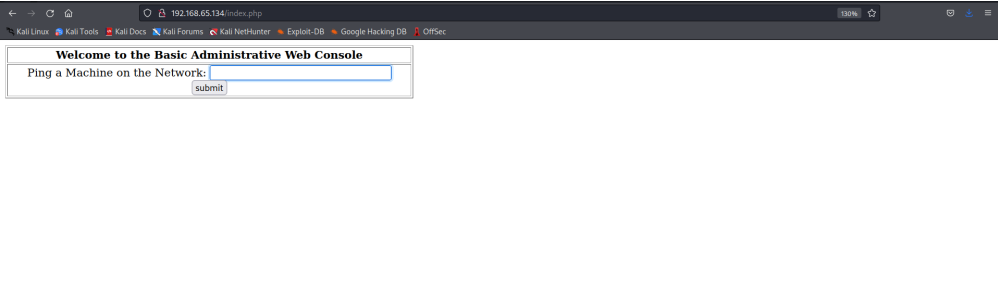 192.168.65.134/index.php 130%
Kali Linux Kali Tools Kali Docs Kali Forums Kali NetHunter Exploit-DB Google Hacking DB OffSec
Welcome to the Basic Administrative Web Console
Ping a Machine on the Network:
submit